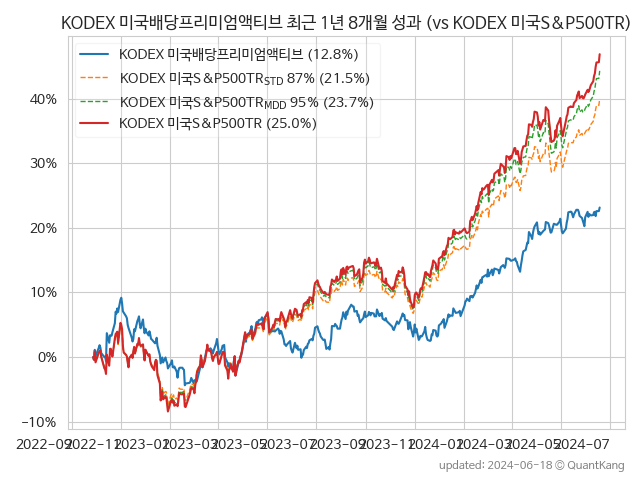 KODEX 미국배당프리미엄액티브 최근 1년 8개월 성과 (vs KODEX 미국S&P500TR)
KODEX 미국배당프리미엄액티브 (12.8%)
KODEX 미국S&P500TR STD 87% (21.5%)
KODEX 미국S&P500TR MDD 95% (23.7%)
KODEX 미국S&P500TR (25.0%)
40%
30%
20%
10%
0%
-10%
2022-09 2022-11 2023-01 2023-03 2023-05 2023-07 2023-09 2023-11 2024-01 2024-03 2024-05 2024-07
updated: 2024-06-18 © QuantKang